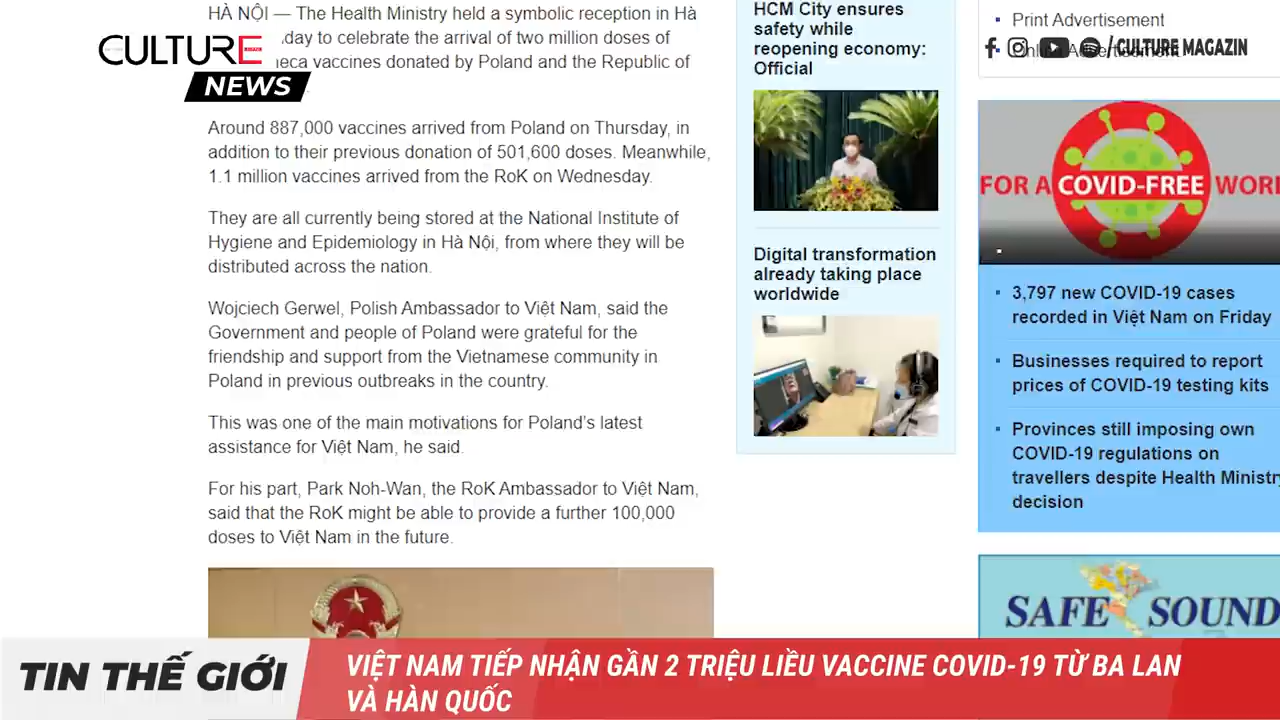 HÀ NỘI — The Health Ministry held a symbolic reception in Hà
day to celebrate the arrival of two million doses of
vaccines donated by Poland and the Republic of
CULTURE
NEWS
Around 887,000 vaccines arrived from Poland on Thursday, in
addition to their previous donation of 501,600 doses. Meanwhile,
1.1 million vaccines arrived from the RoK on Wednesday.
They are all currently being stored at the National Institute of
Hygiene and Epidemiology in Hà Nội, from where they will be
distributed across the nation.
Wojciech Gerwel, Polish Ambassador to Việt Nam, said the
Government and people of Poland were grateful for the
friendship and support from the Vietnamese community in
Poland in previous outbreaks in the country.
This was one of the main motivations for Poland's latest
assistance for Việt Nam, he said.
For his part, Park Noh-Wan, the RoK Ambassador to Việt Nam,
said that the RoK might be able to provide a further 100,000
doses to Việt Nam in the future.
HCM City ensures
safety while
reopening economy:
Official
Digital transformation
already taking place
worldwide
Print Advertisement
/CULTURE MAGAZIN
FOR A COVID-FREE
3,797 new COVID-19 cases
recorded in Việt Nam on Friday
Businesses required to report
prices of COVID-19 testing kits
Provinces still imposing own
COVID-19 regulations on
travellers despite Health Ministry
decision
SAFE SOUND
TIN THẾ GIỚI
VIỆT NAM TIẾP NHẬN GẦN 2 TRIỆU LIỀU VACCINE COVID-19 TỪ BA LAN
VÀ HÀN QUỐC